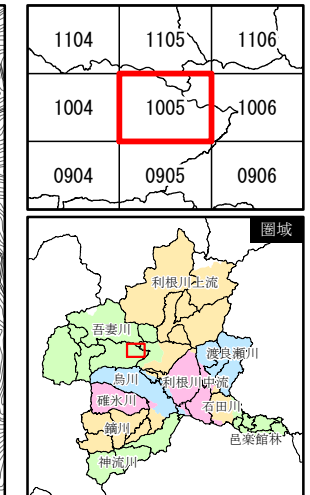 1104 1105 1106
1004 1005 1006
0904 0905 0906
圏域
利根川上流
吾妻川
渡良瀬川
烏川 利根川中流
碓氷川 石田川
鏑川 邑楽館林
神流川